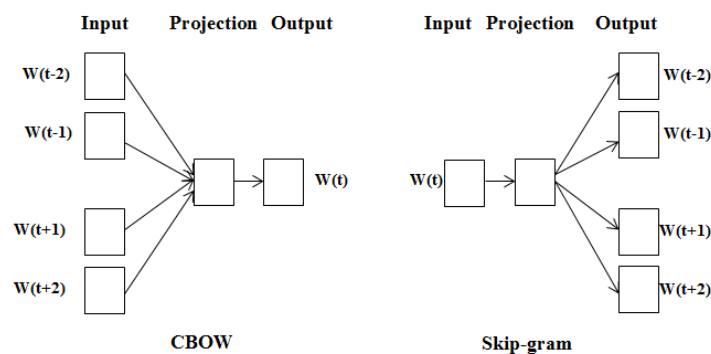 Input Projection Output
W(t-2)
W(t-1)
W(t)
W(t+1)
W(t+2)
CBOW
Input Projection Output
W(t-2)
W(t-1)
W(t)
W(t+1)
W(t+2)
Skip-gram